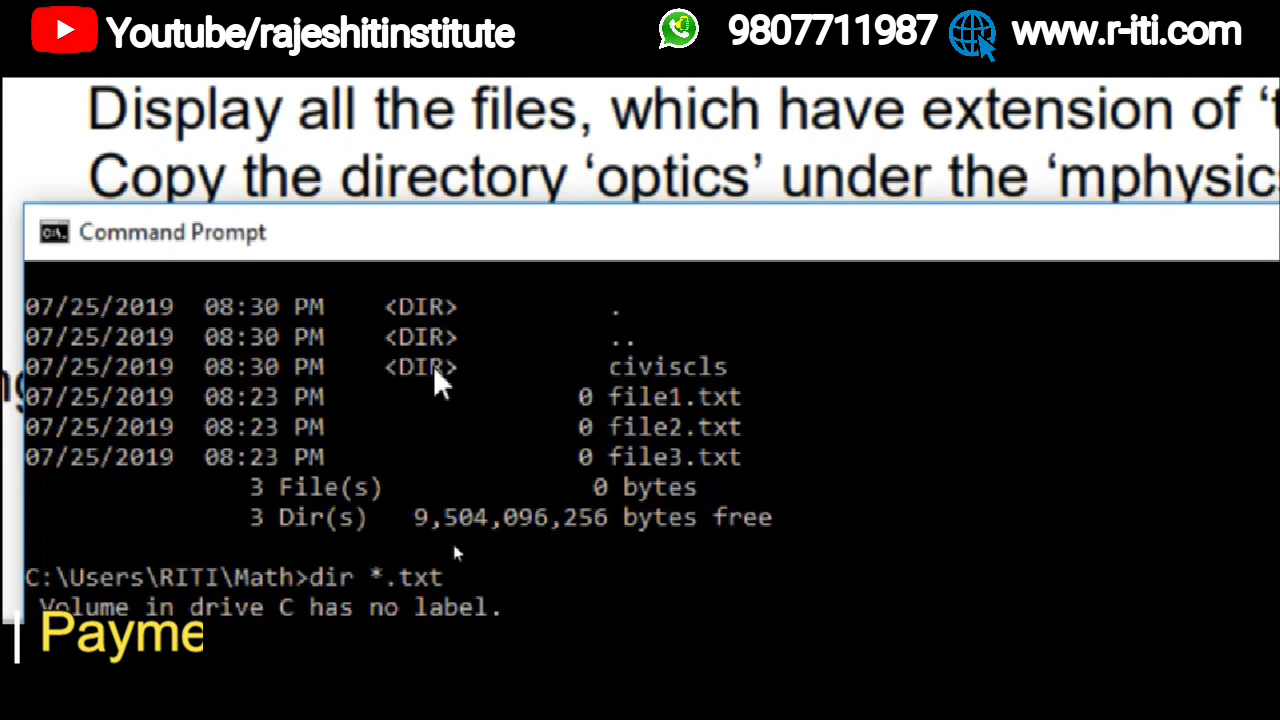 Youtube/rajeshitinstitute 9807711987 www.r-iti.com
Display all the files, which have extension of ‘t
Copy the directory ‘optics’ under the ‘mphysic
Command Prompt
07/25/2019 08:30 PM <DIR> .
07/25/2019 08:30 PM <DIR> ..
07/25/2019 08:30 PM <DIR> civiscls
07/25/2019 08:23 PM 0 file1.txt
07/25/2019 08:23 PM 0 file2.txt
07/25/2019 08:23 PM 0 file3.txt
3 File(s) 0 bytes
3 Dir(s) 9,504,096,256 bytes free
C:\Users\RITI\Math>dir *.txt
Volume in drive C has no label.
Payme